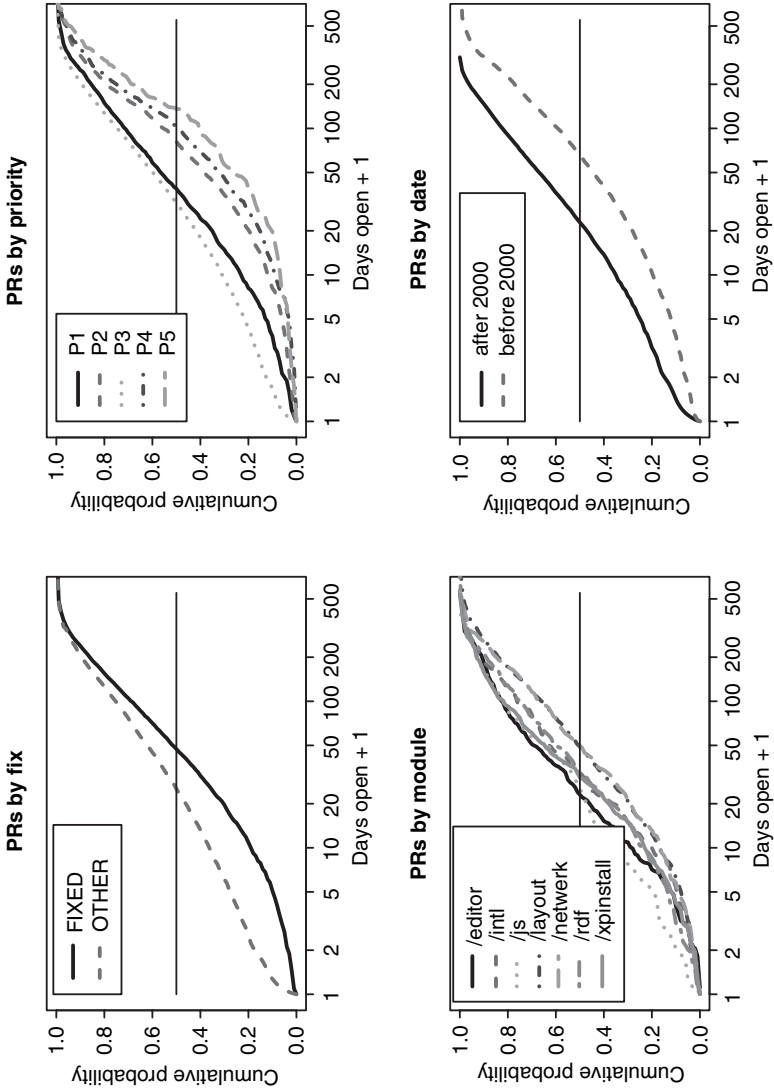 PRs by fix
Cumulative probability
1.0
0.8
0.6
0.4
0.2
0.0
FIXED
OTHER
1 2 5 10 20 50 100 200 500
Days open + 1
PRs by priority
Cumulative probability
1.0
0.8
0.6
0.4
0.2
0.0
P1
P2
P3
P4
P5
1 2 5 10 20 50 100 200 500
Days open + 1
PRs by module
Cumulative probability
1.0
0.8
0.6
0.4
0.2
0.0
/editor
/intl
/js
/layout
/netwerk
/rdf
/xpinstall
1 2 5 10 20 50 100 200 500
Days open + 1
PRs by date
Cumulative probability
1.0
0.8
0.6
0.4
0.2
0.0
after 2000
before 2000
1 2 5 10 20 50 100 200 500
Days open + 1